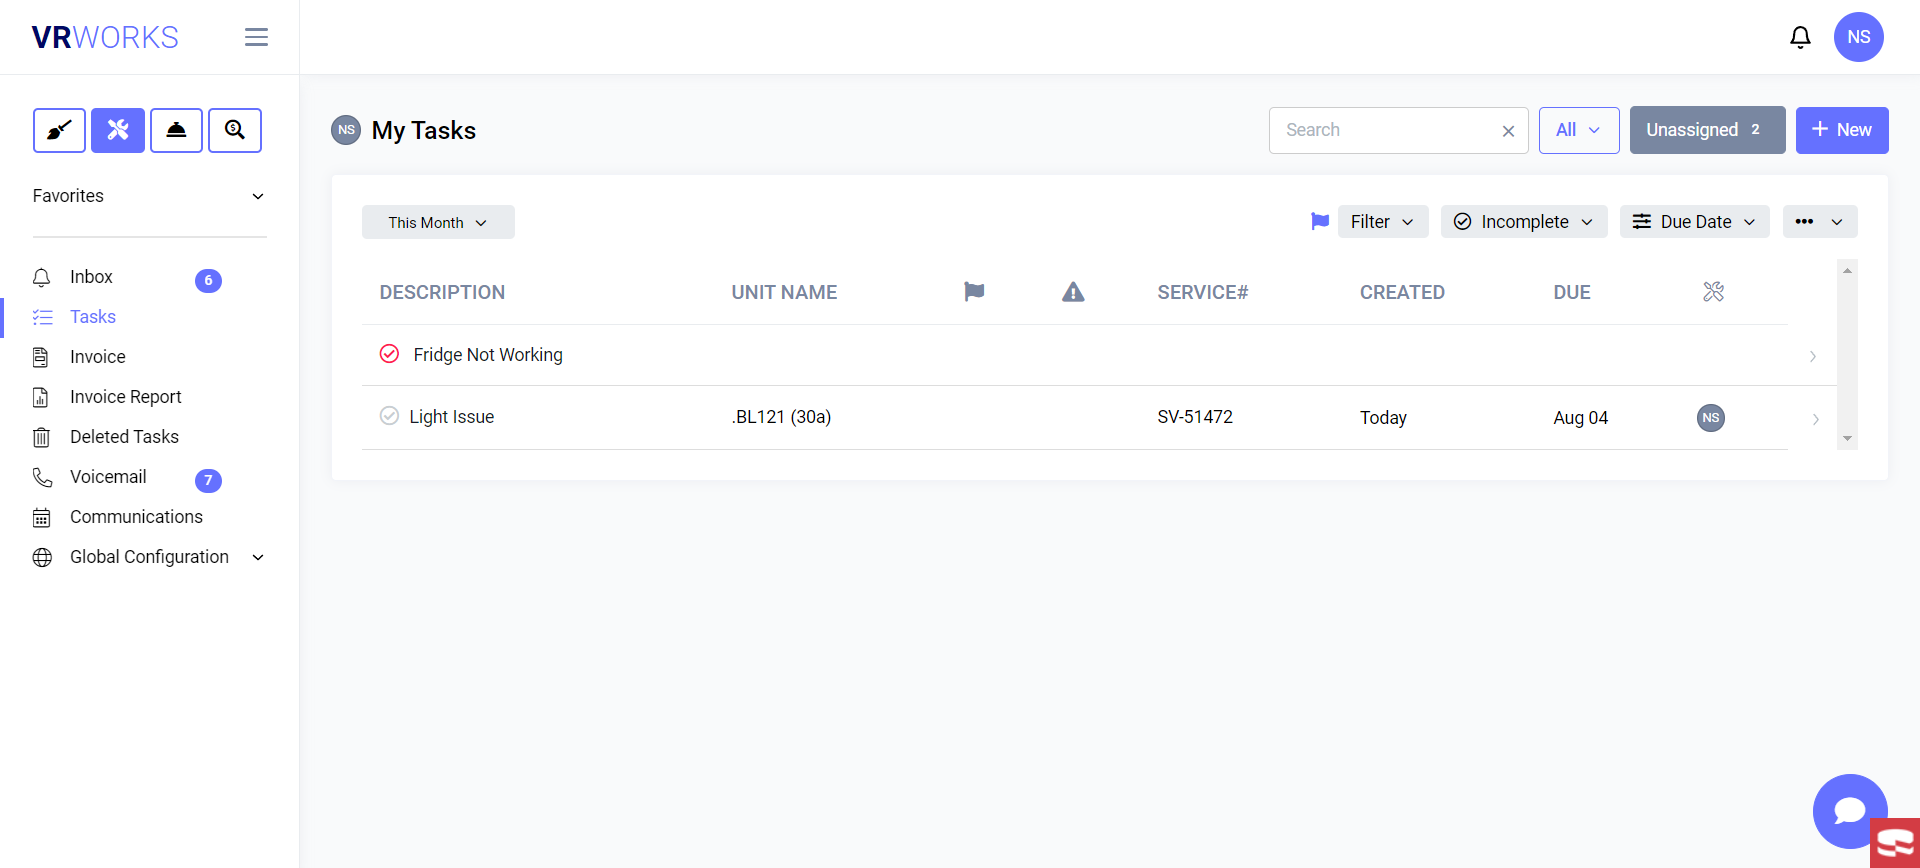 VRWORKS
NS
Favorites
Inbox 6
Tasks
Invoice
Invoice Report
Deleted Tasks
Voicemail 7
Communications
Global Configuration
NS My Tasks
Search
All
Unassigned 2
New
This Month
Filter
Incomplete
Due Date
DESCRIPTION UNIT NAME SERVICE# CREATED DUE
Fridge Not Working
Light Issue .BL121 (30a) SV-51472 Today Aug 04 NS